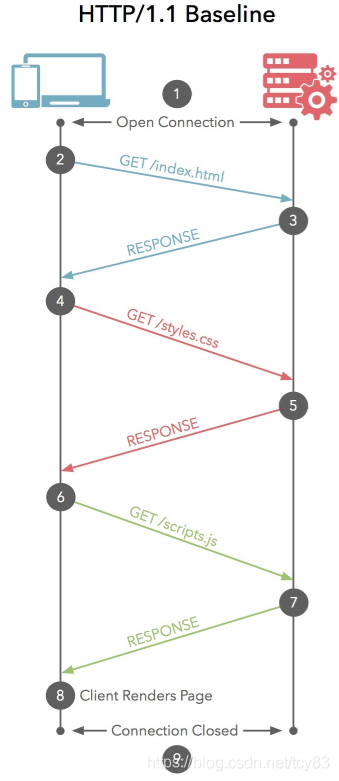 HTTP/1.1 Baseline
1
Open Connection
2
GET /index.html
3
RESPONSE
4
GET /styles.css
5
RESPONSE
6
GET /scripts.js
7
RESPONSE
8 Client Renders Page
Connection Closed
9
https://blog.csdn.net/tcy83